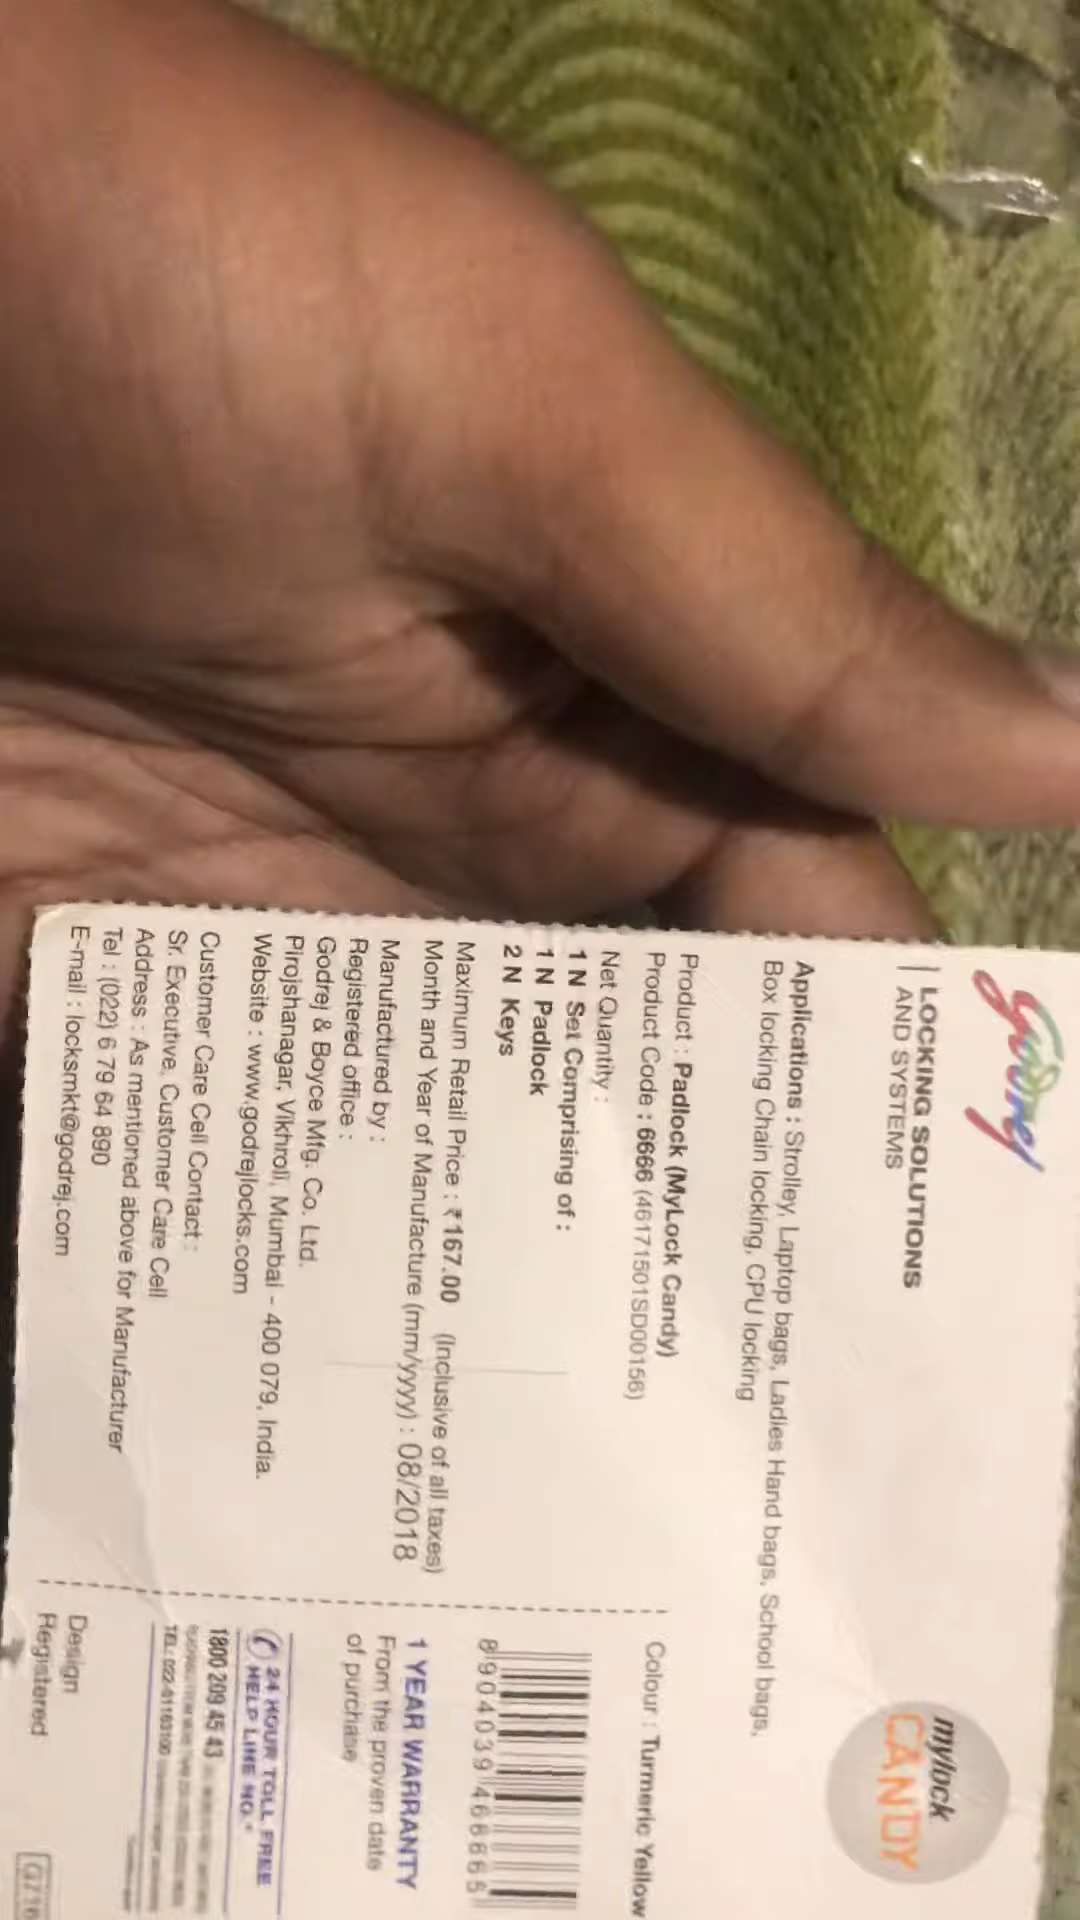 Godrej
LOCKING SOLUTIONS
AND SYSTEMS
mylock
CANDY
Applications : Strolley, Laptop bags, Ladies Hand bags, School bags,
Box locking Chain locking, CPU locking
Product : Padlock (MyLock Candy)
Product Code : 6666 (46171501SD00156)
Net Quantity :
1 N Set Comprising of :
1 N Padlock
2 N Keys
Maximum Retail Price : ₹167.00 (Inclusive of all taxes)
Month and Year of Manufacture (mm/yyyy) : 08/2018
Manufactured by :
Registered office :
Godrej & Boyce Mfg. Co. Ltd.
Pirojshanagar, Vikhroli, Mumbai - 400 079, India.
Website : www.godrejlocks.com
Customer Care Cell Contact :
Sr. Executive, Customer Care Cell
Address : As mentioned above for Manufacturer
Tel : (022) 6 79 64 890
E-mail : locksmkt@godrej.com
Colour : Turmeric Yellow
8 904039 466665
1 YEAR WARRANTY
From the proven date
of purchase
24 HOUR TOLL FREE
HELP LINE NO.*
1800 209 45 43
TEL: 022-61163100
Design
Registered